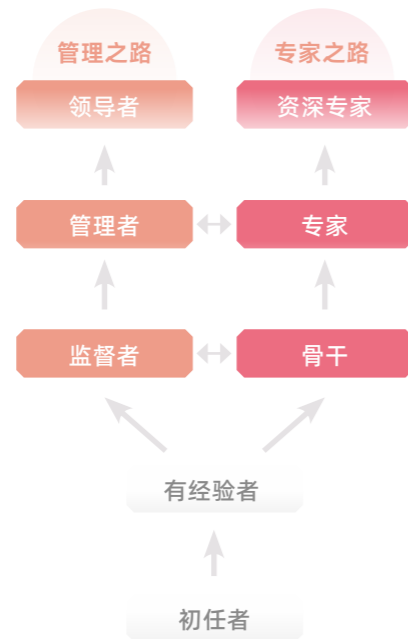 管理之路
专家之路
领导者
资深专家
管理者
专家
监督者
骨干
有经验者
初任者